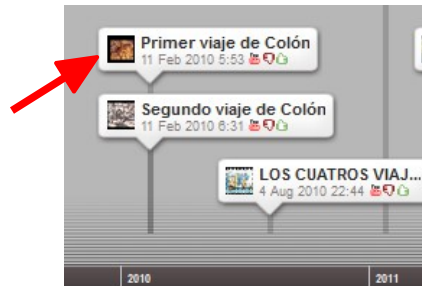 Primer viaje de Colón
11 Feb 2010 5:53
Segundo viaje de Colón
11 Feb 2010 6:31
LOS CUATROS VIAJ...
4 Aug 2010 22:44
2010
2011